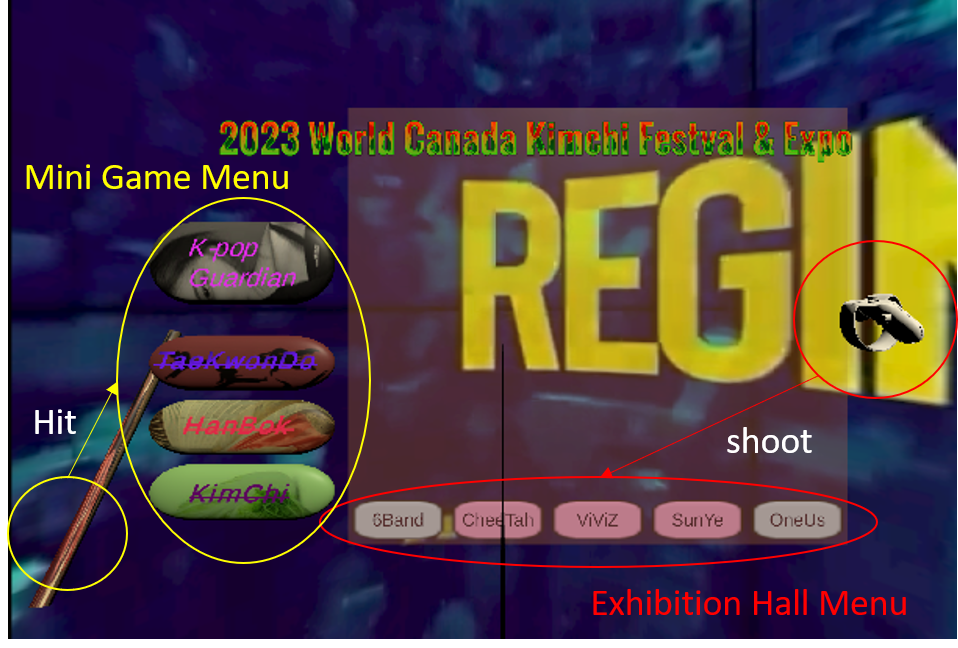 2023 World Canada Kimchi Festval & Expo
Mini Game Menu
REGI
K-pop
Guardian
TaeKwonDo
Hit
HanBok
shoot
KimChi
6Band CheeTah ViViZ SunYe OneUs
Exhibition Hall Menu